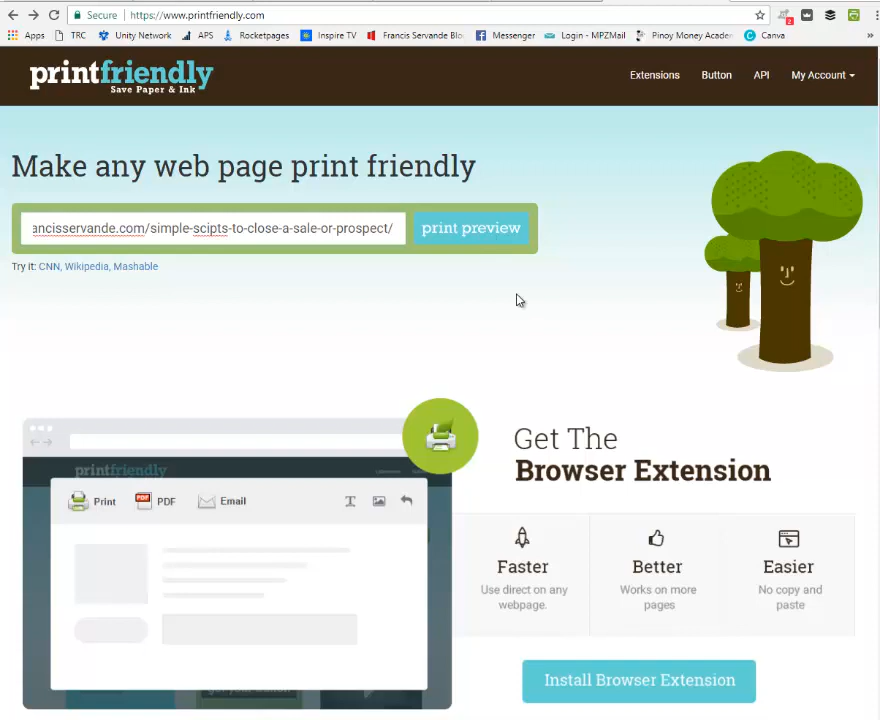 Secure https://www.printfriendly.com
2
Apps TRC Unity Network APS Rocketpages Inspire TV Francis Servande Blo Messenger Login - MPZMail Pinoy Money Acade Canva »
printfriendly
Save Paper & Ink
Extensions Button API My Account
Make any web page print friendly
ancisservande.com/simple-scipts-to-close-a-sale-or-prospect/ print preview
Try it: CNN, Wikipedia, Mashable
Get The
Browser Extension
printfriendly
Print PDF PDF Email T
Faster
Use direct on any
webpage.
Better
Works on more
pages
Easier
No copy and
paste
Install Browser Extension